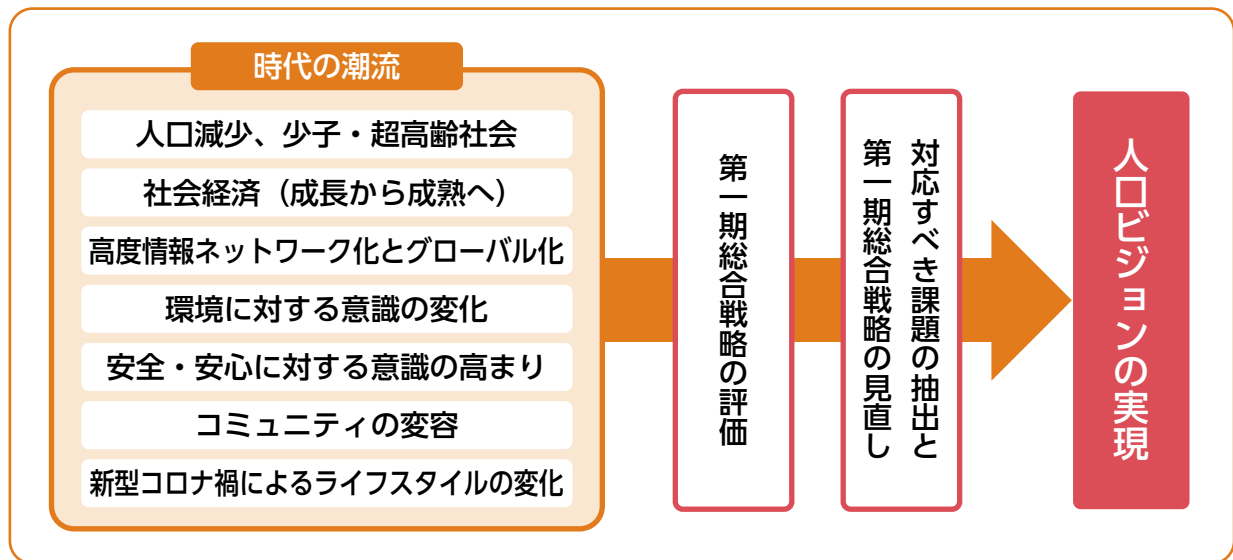 時代の潮流
人口減少、少子・超高齢社会
社会経済（成長から成熟へ）
高度情報ネットワーク化とグローバル化
環境に対する意識の変化
安全・安心に対する意識の高まり
コミュニティの変容
新型コロナ禍によるライフスタイルの変化
第一期総合戦略の評価
対応すべき課題の抽出と
第一期総合戦略の見直し
人口ビジョンの実現